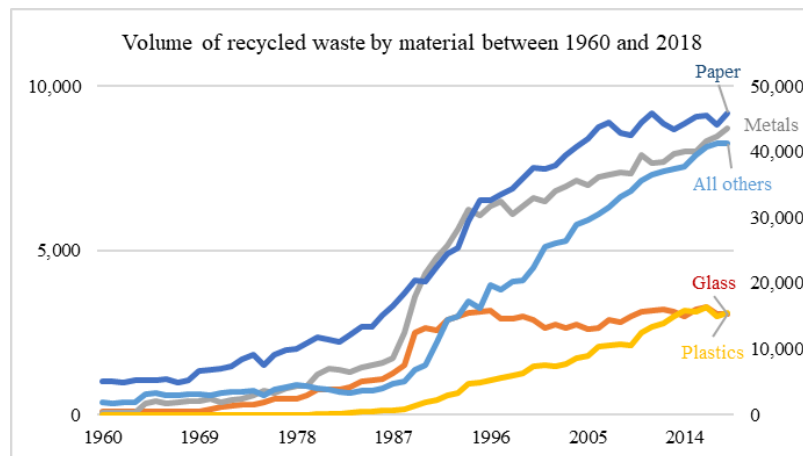 Volume of recycled waste by material between 1960 and 2018
Paper
10,000 50,000
Metals
40,000
All others
30,000
5,000
Glass
20,000
Plastics
10,000
0 0
1960 1969 1978 1987 1996 2005 2014